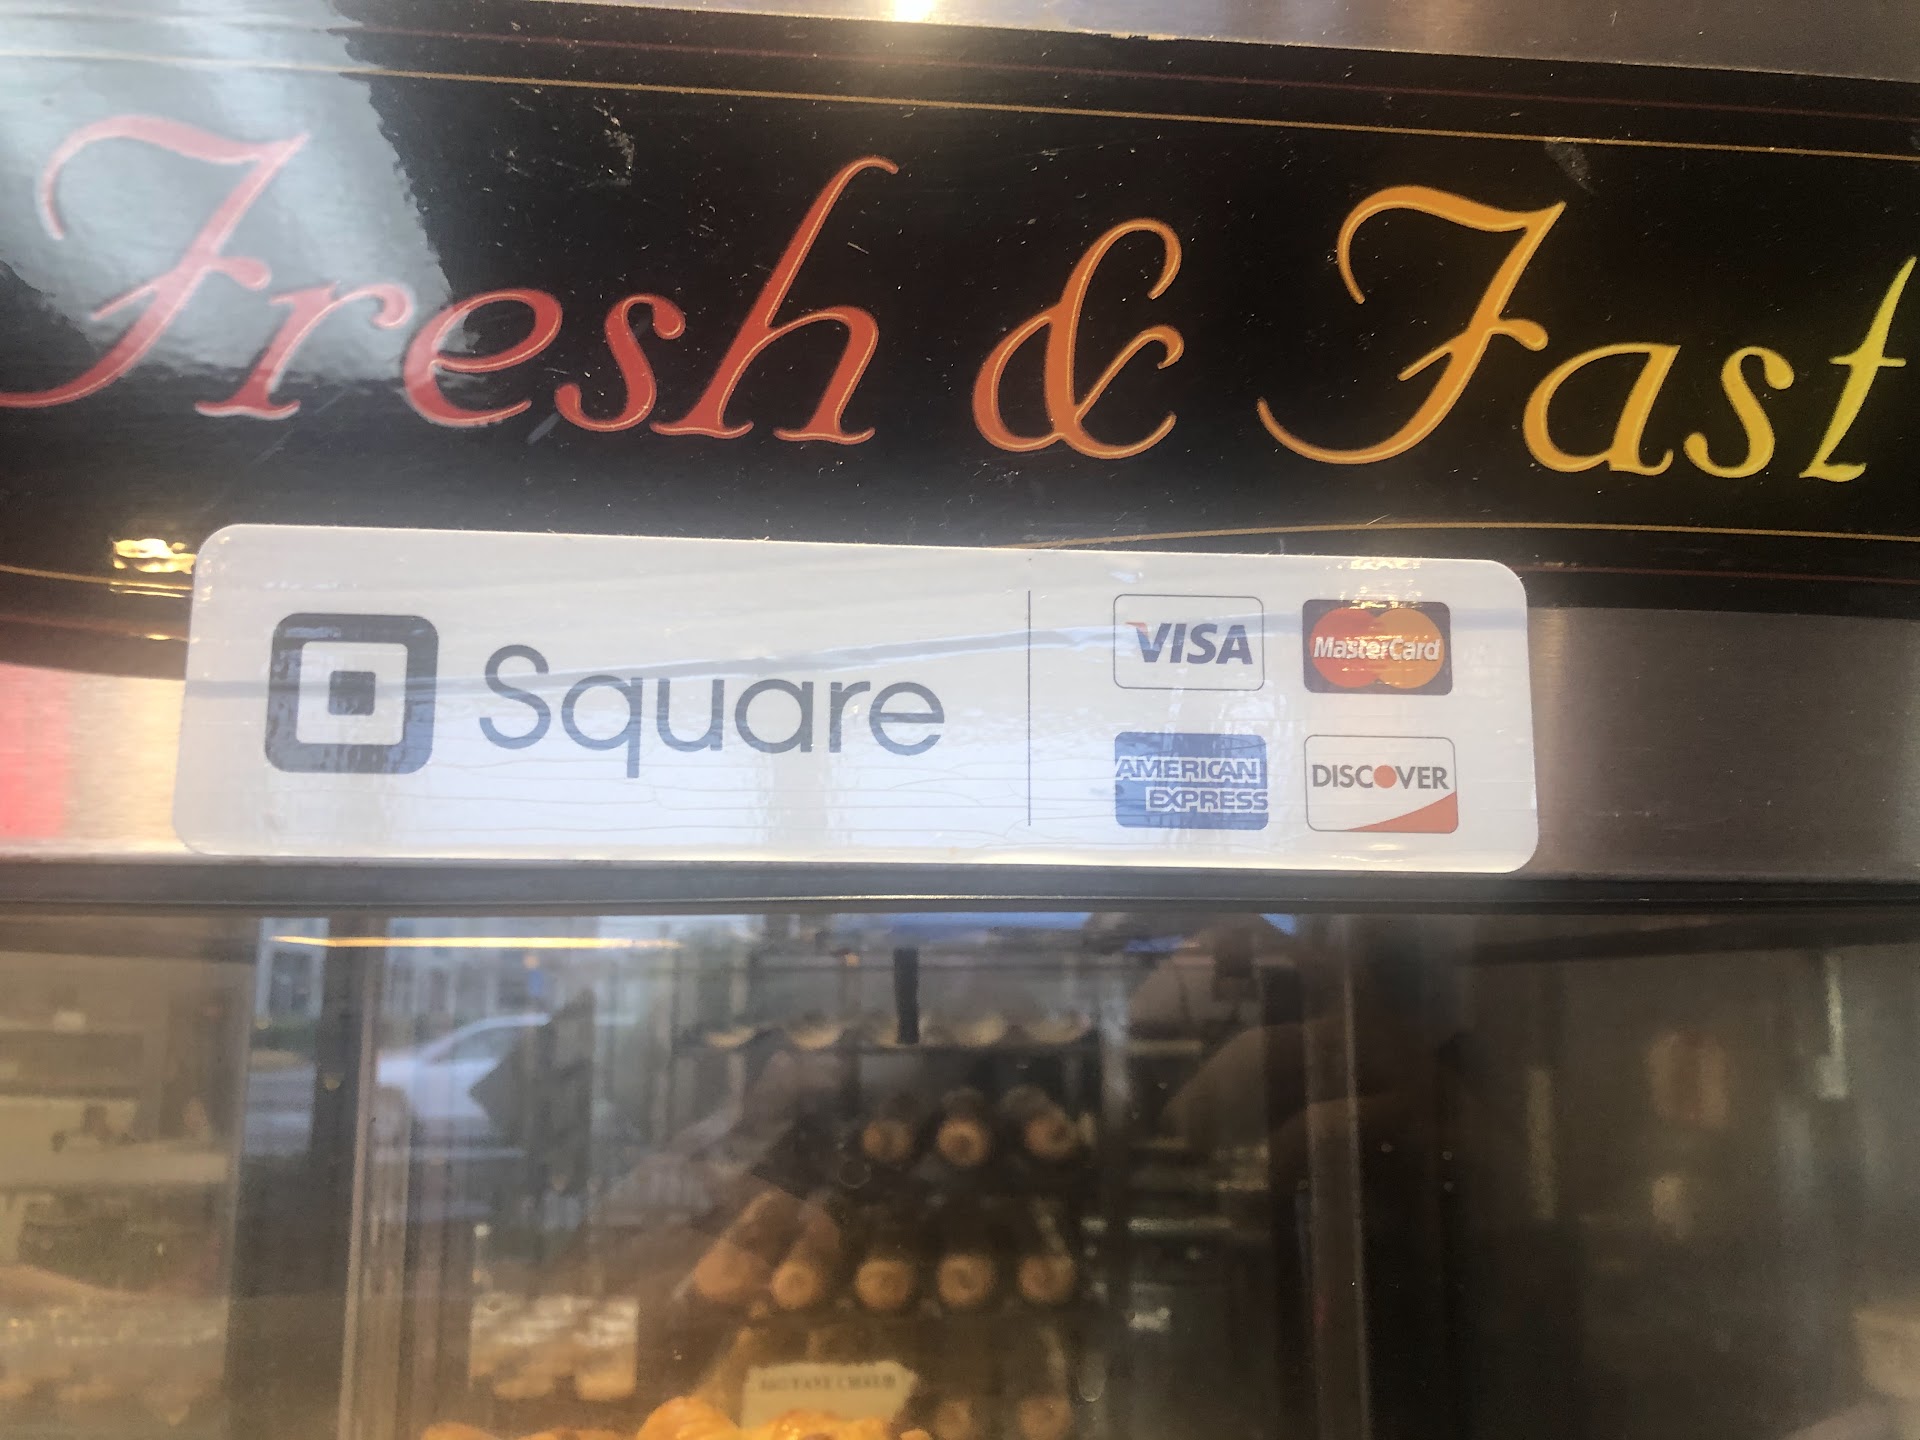 Fresh & Fast
Square
VISA
MasterCard
AMERICAN
EXPRESS
DISCOVER